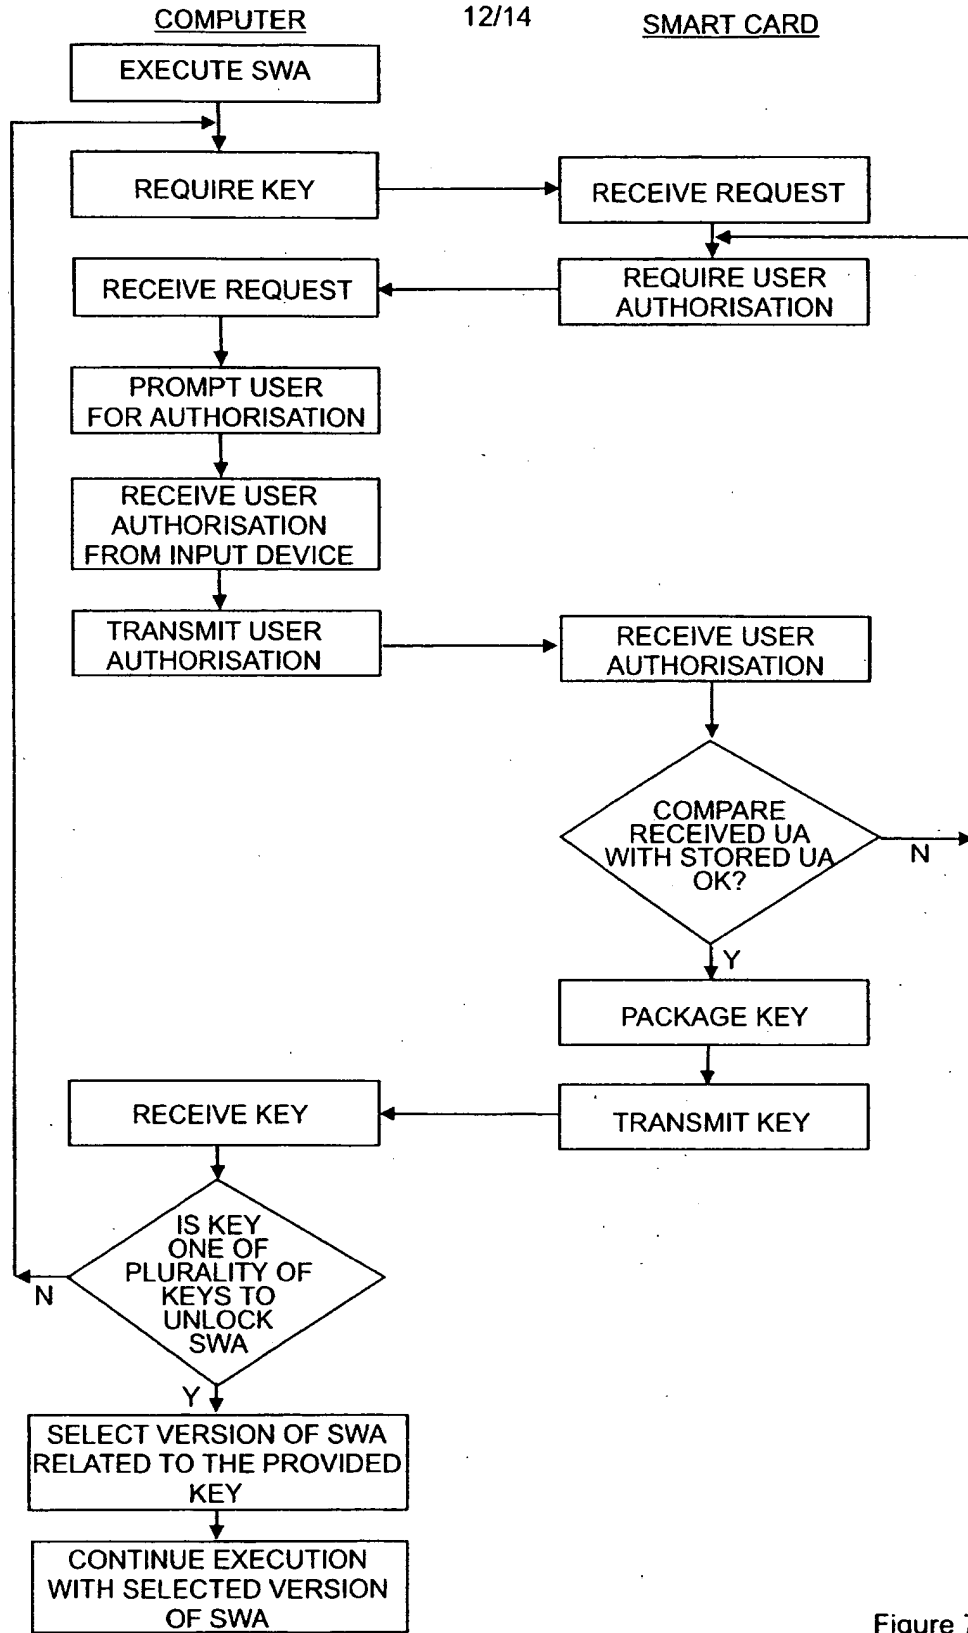 COMPUTER
12/14
SMART CARD
EXECUTE SWA
REQUIRE KEY
RECEIVE REQUEST
REQUIRE USER
AUTHORISATION
RECEIVE REQUEST
PROMPT USER
FOR AUTHORISATION
RECEIVE USER
AUTHORISATION
FROM INPUT DEVICE
TRANSMIT USER
AUTHORISATION
RECEIVE USER
AUTHORISATION
COMPARE
RECEIVED UA
WITH STORED UA
OK?
N
Y
PACKAGE KEY
TRANSMIT KEY
RECEIVE KEY
IS KEY
ONE OF
PLURALITY OF
KEYS TO
UNLOCK
SWA
N
Y
SELECT VERSION OF SWA
RELATED TO THE PROVIDED
KEY
CONTINUE EXECUTION
WITH SELECTED VERSION
OF SWA
Figure 7